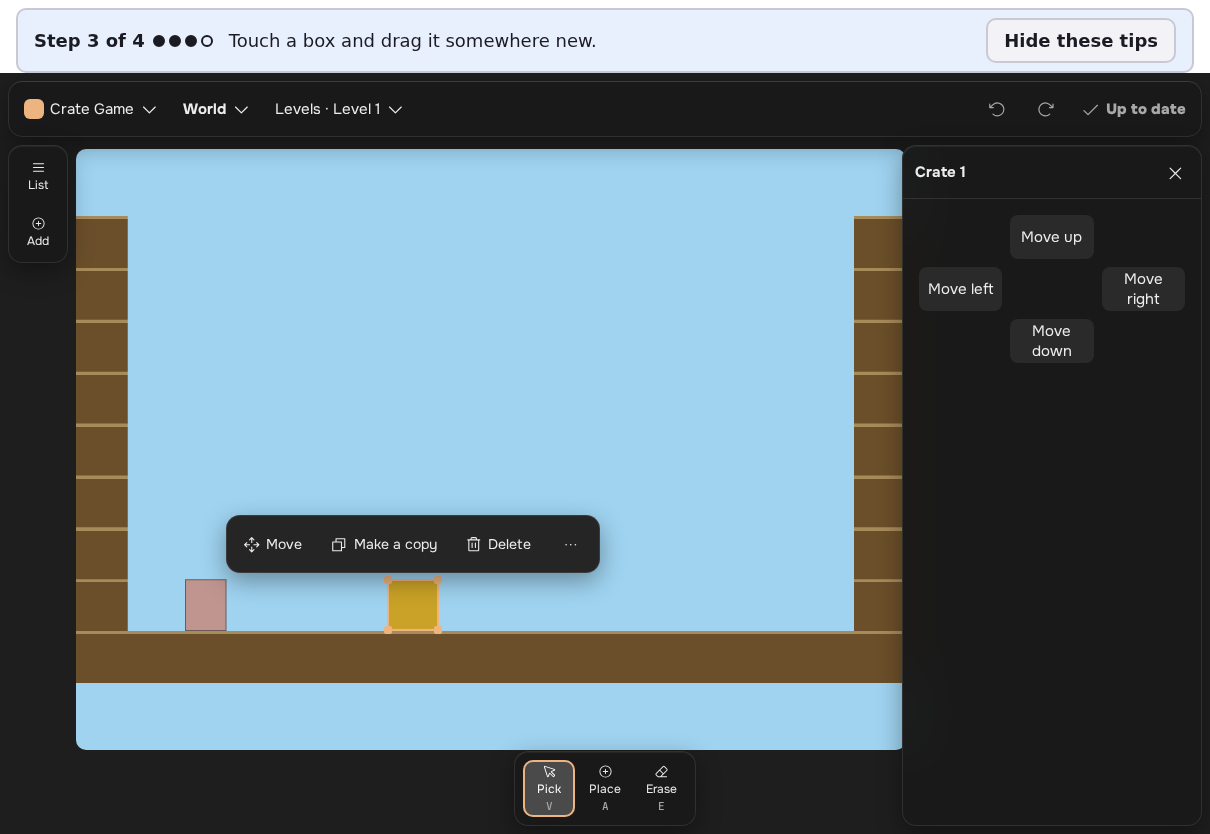 Step 3 of 4 Touch a box and drag it somewhere new. Hide these tips
Crate Game World Levels · Level 1 Up to date
List
Add
Crate 1
Move up
Move left
Move
right
Move
down
Move Make a copy Delete ···
Pick Place Erase
V A E